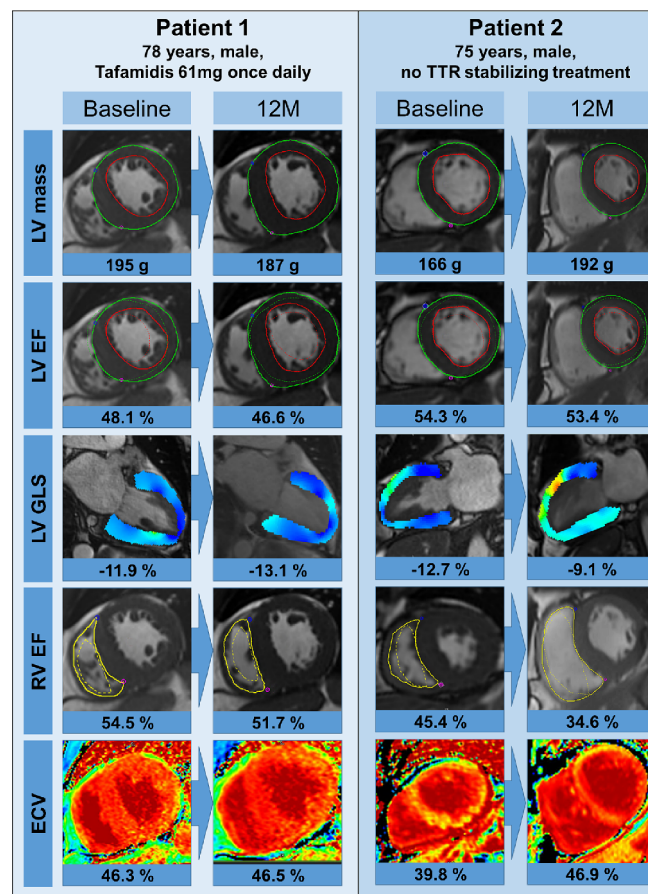 Patient 1
78 years, male,
Tafamidis 61mg once daily
Patient 2
75 years, male,
no TTR stabilizing treatment
Baseline
12M
Baseline
12M
LV mass
195 g
187 g
166 g
192 g
LV EF
48.1 %
46.6 %
54.3 %
53.4 %
LV GLS
-11.9 %
-13.1 %
-12.7 %
-9.1 %
RV EF
54.5 %
51.7 %
45.4 %
34.6 %
ECV
46.3 %
46.5 %
39.8 %
46.9 %